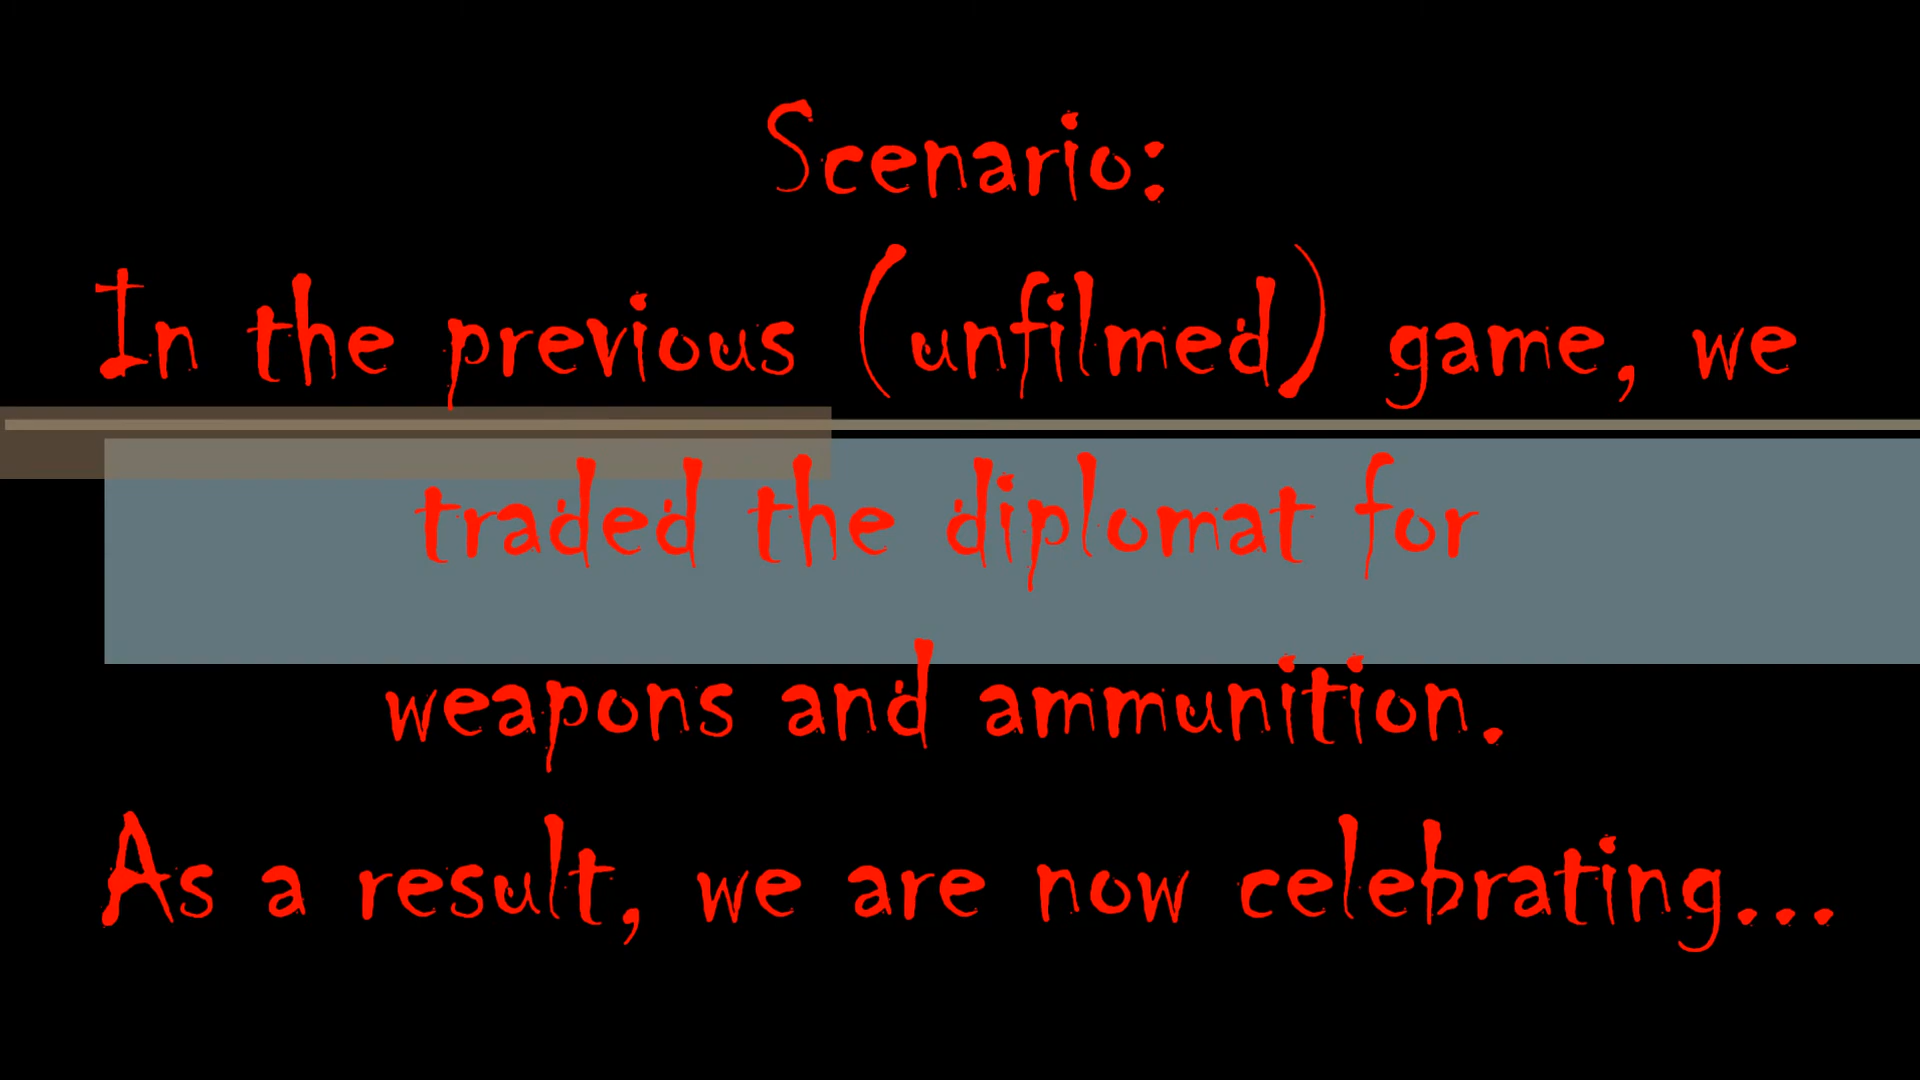 Scenario:
In the previous (unfilmed) game, we
traded the diplomat for
weapons and ammunition.
As a result, we are now celebrating...